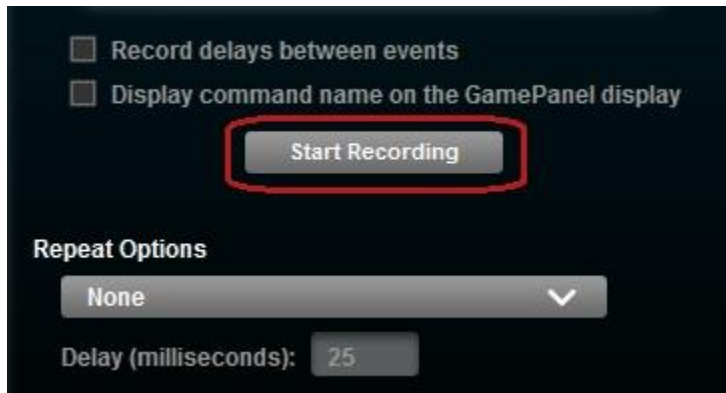 Record delays between events
Display command name on the GamePanel display
Start Recording
Repeat Options
None
Delay (milliseconds): 25